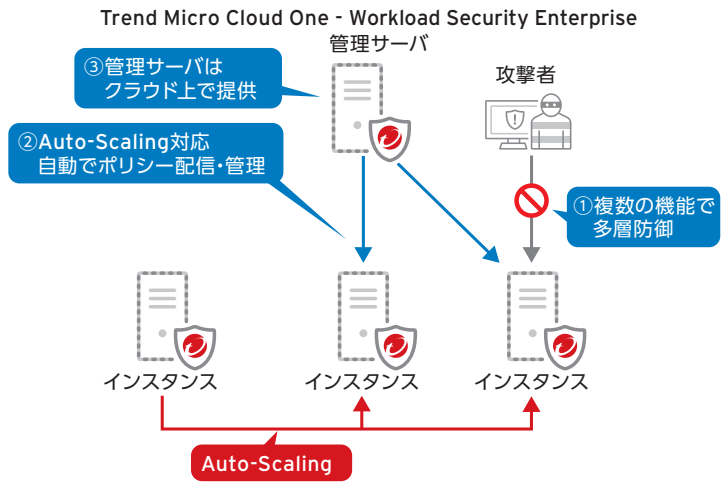 Trend Micro Cloud One - Workload Security Enterprise
管理サーバ
③管理サーバは
クラウド上で提供
攻撃者
②Auto-Scaling対応
自動でポリシー配信・管理
①複数の機能で
多層防御
インスタンス
インスタンス
インスタンス
Auto-Scaling